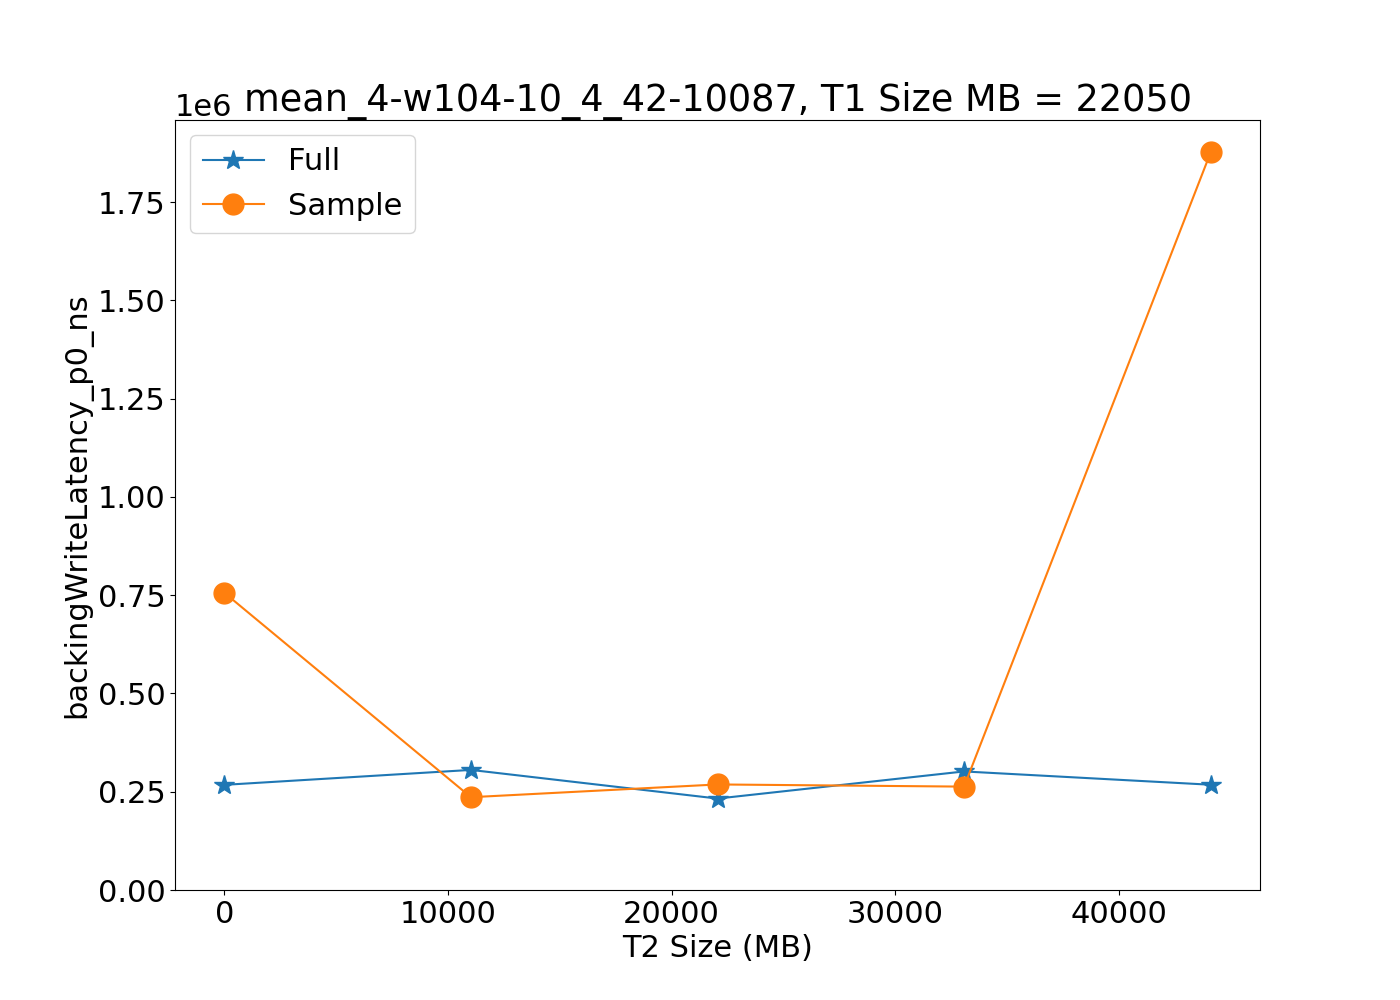 1e6 mean_4-w104-10_4_42-10087, T1 Size MB = 22050
Full
Sample
1.75
1.50
1.25
1.00
0.75
0.50
0.25
0.00
backingWriteLatency_p0_ns
0 10000 20000 30000 40000
T2 Size (MB)